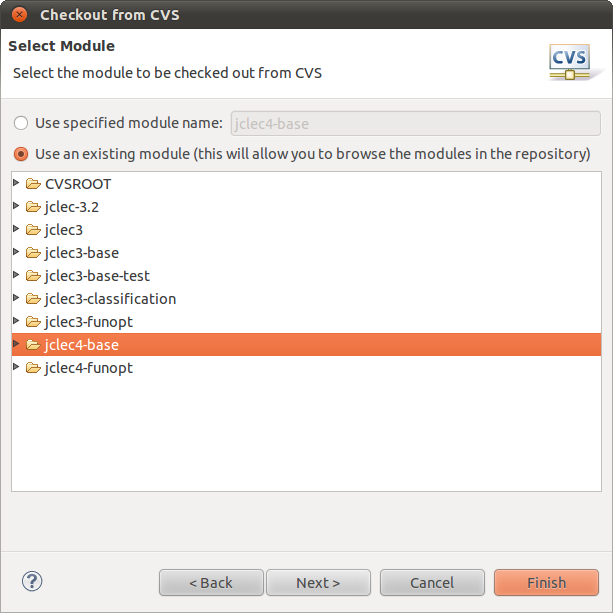 Checkout from CVS
Select Module
Select the module to be checked out from CVS
CVS
Use specified module name: jclec4-base
Use an existing module (this will allow you to browse the modules in the repository)
CVSROOT
jclec-3.2
jclec3
jclec3-base
jclec3-base-test
jclec3-classification
jclec3-funopt
jclec4-base
jclec4-funopt
? < Back Next > Cancel Finish